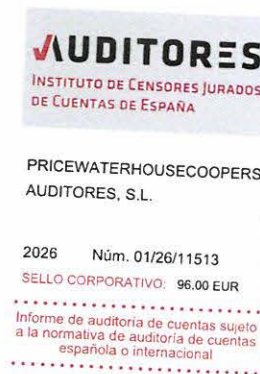 AUDITORES
INSTITUTO DE CENSORES JURADOS
DE CUENTAS DE ESPAÑA
PRICEWATERHOUSECOOPERS
AUDITORES, S.L.
2026 Núm. 01/26/11513
SELLO CORPORATIVO: 96.00 EUR
Informe de auditoría de cuentas sujeto
a la normativa de auditoría de cuentas
española o internacional